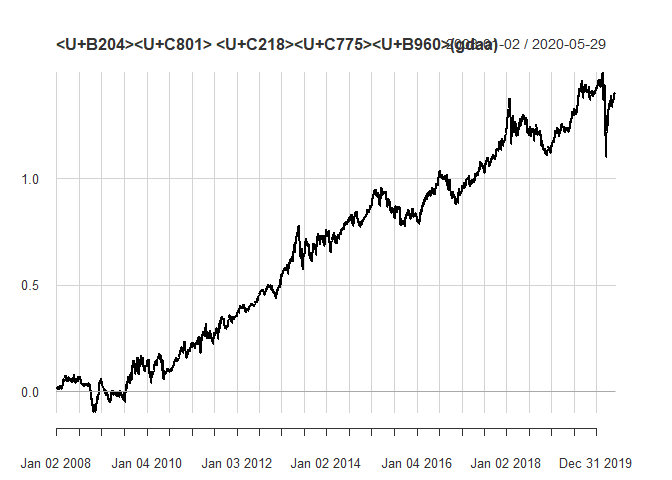 <U+B204><U+C801> <U+C218><U+C775><U+B960>(gdaa) 2008-01-02 / 2020-05-29
1.0
0.5
0.0
Jan 02 2008 Jan 04 2010 Jan 03 2012 Jan 02 2014 Jan 04 2016 Jan 02 2018 Dec 31 2019